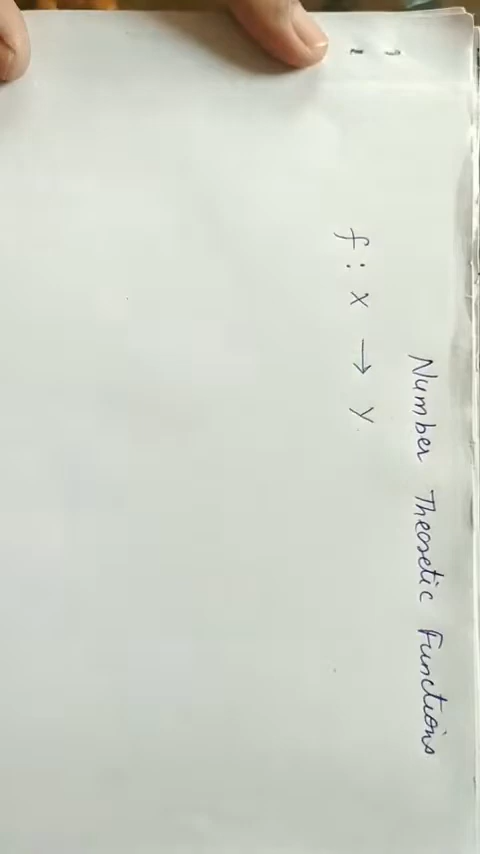 Number Theoretic Functions
f : X → Y